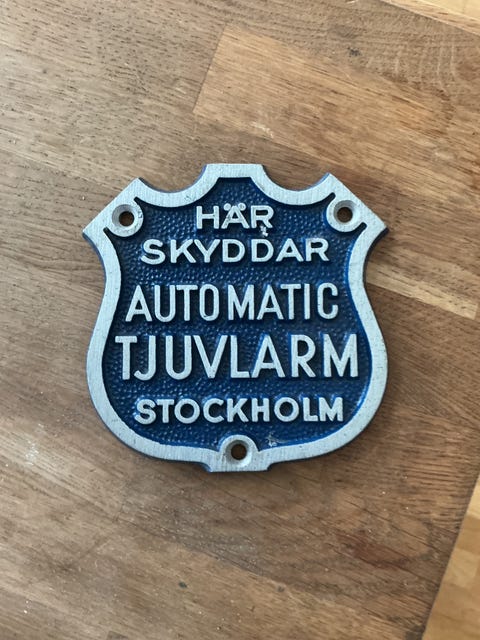 HÄR
SKYDDAR
AUTOMATIC
TJUVLARM
STOCKHOLM